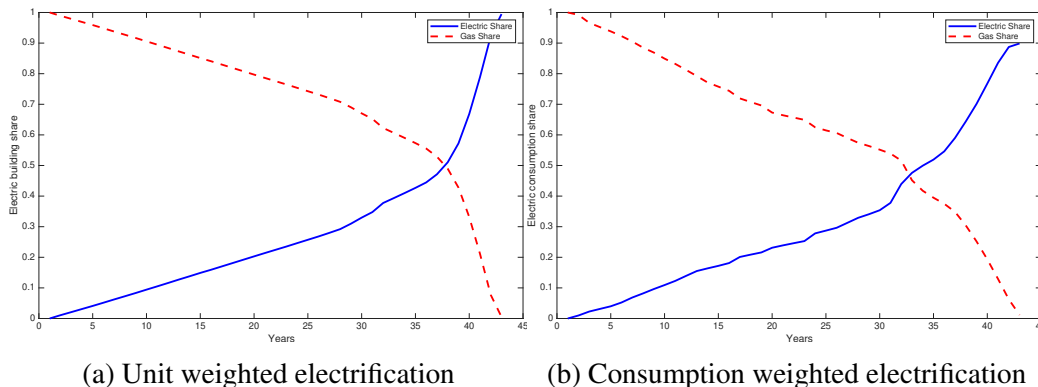 1
0.9
0.8
0.7
0.6
0.5
0.4
0.3
0.2
0.1
0
Electric building share
0 5 10 15 20 25 30 35 40 45
Years
Electric Share
Gas Share
(a) Unit weighted electrification
1
0.9
0.8
0.7
0.6
0.5
0.4
0.3
0.2
0.1
0
Electric consumption share
0 5 10 15 20 25 30 35 40 45
Years
Electric Share
Gas Share
(b) Consumption weighted electrification